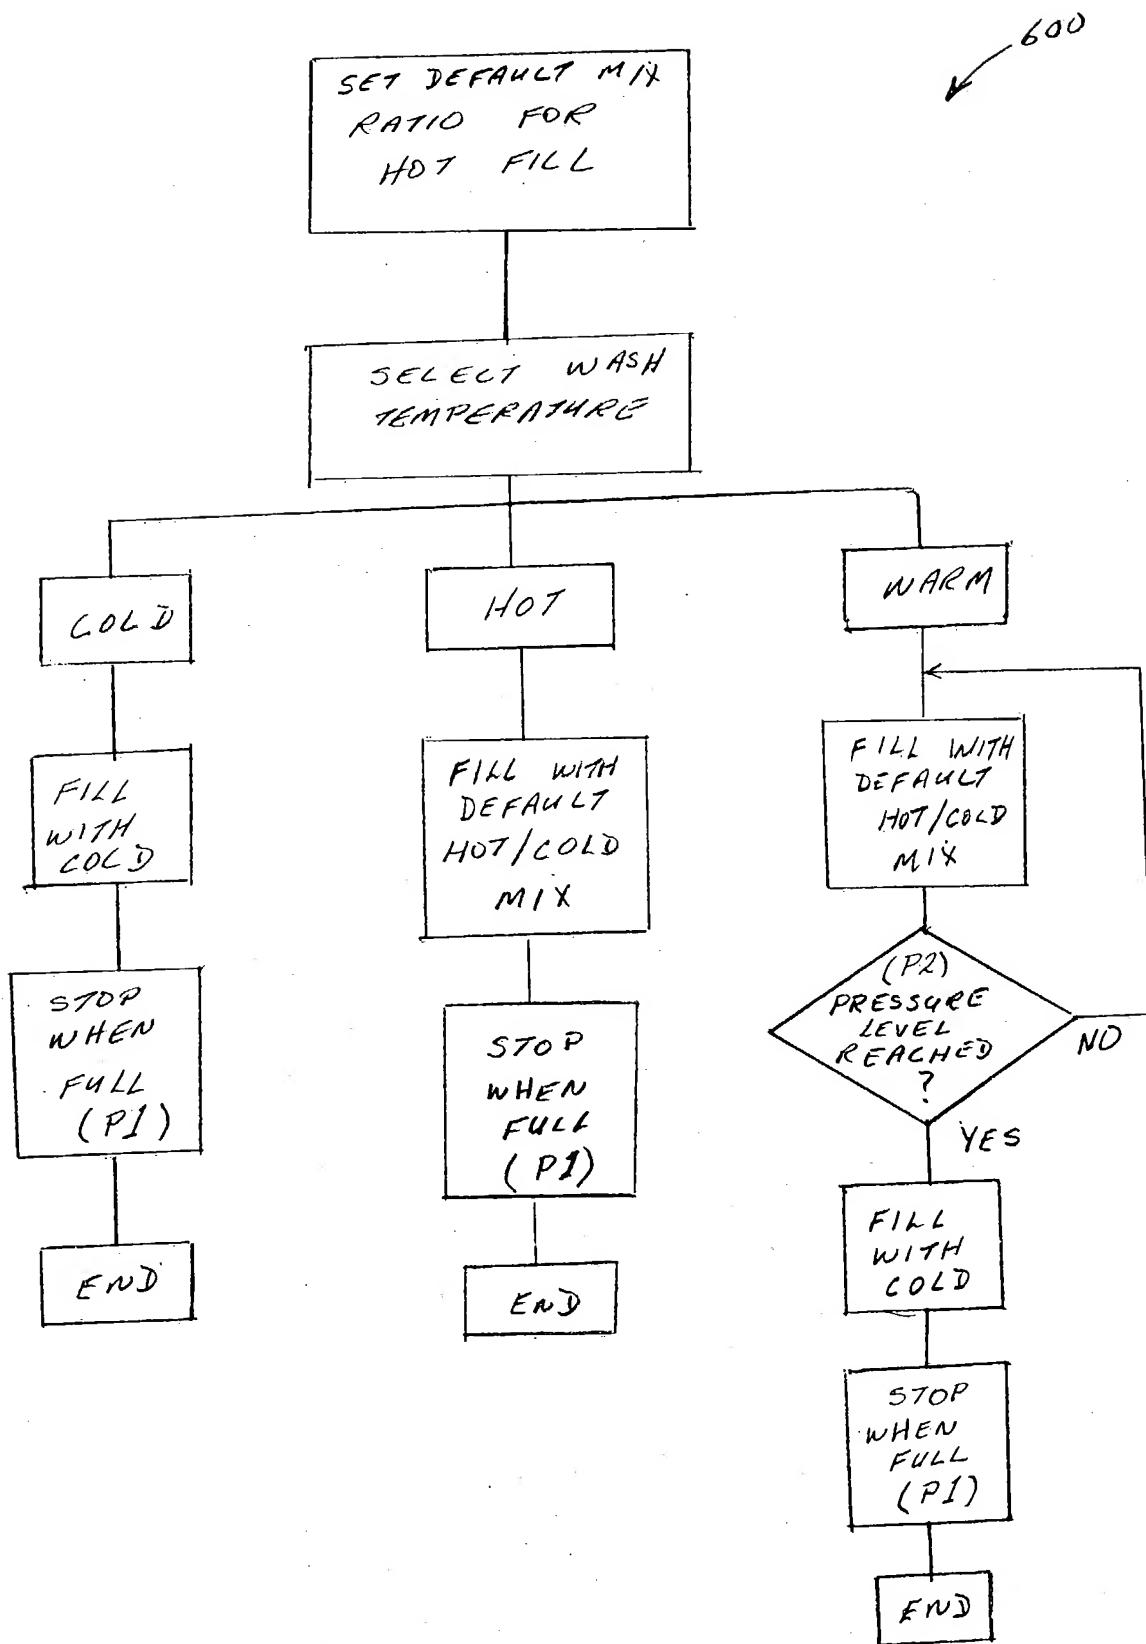 600
SET DEFAULT MIX
RATIO FOR
HOT FILL
SELECT WASH
TEMPERATURE
COLD
FILL
WITH
COLD
STOP
WHEN
FULL
(P1)
END
HOT
FILL WITH
DEFAULT
HOT/COLD
MIX
STOP
WHEN
FULL
(P1)
END
WARM
FILL WITH
DEFAULT
HOT/COLD
MIX
(P2)
PRESSURE
LEVEL
REACHED
?
NO
YES
FILL
WITH
COLD
STOP
WHEN
FULL
(P1)
END